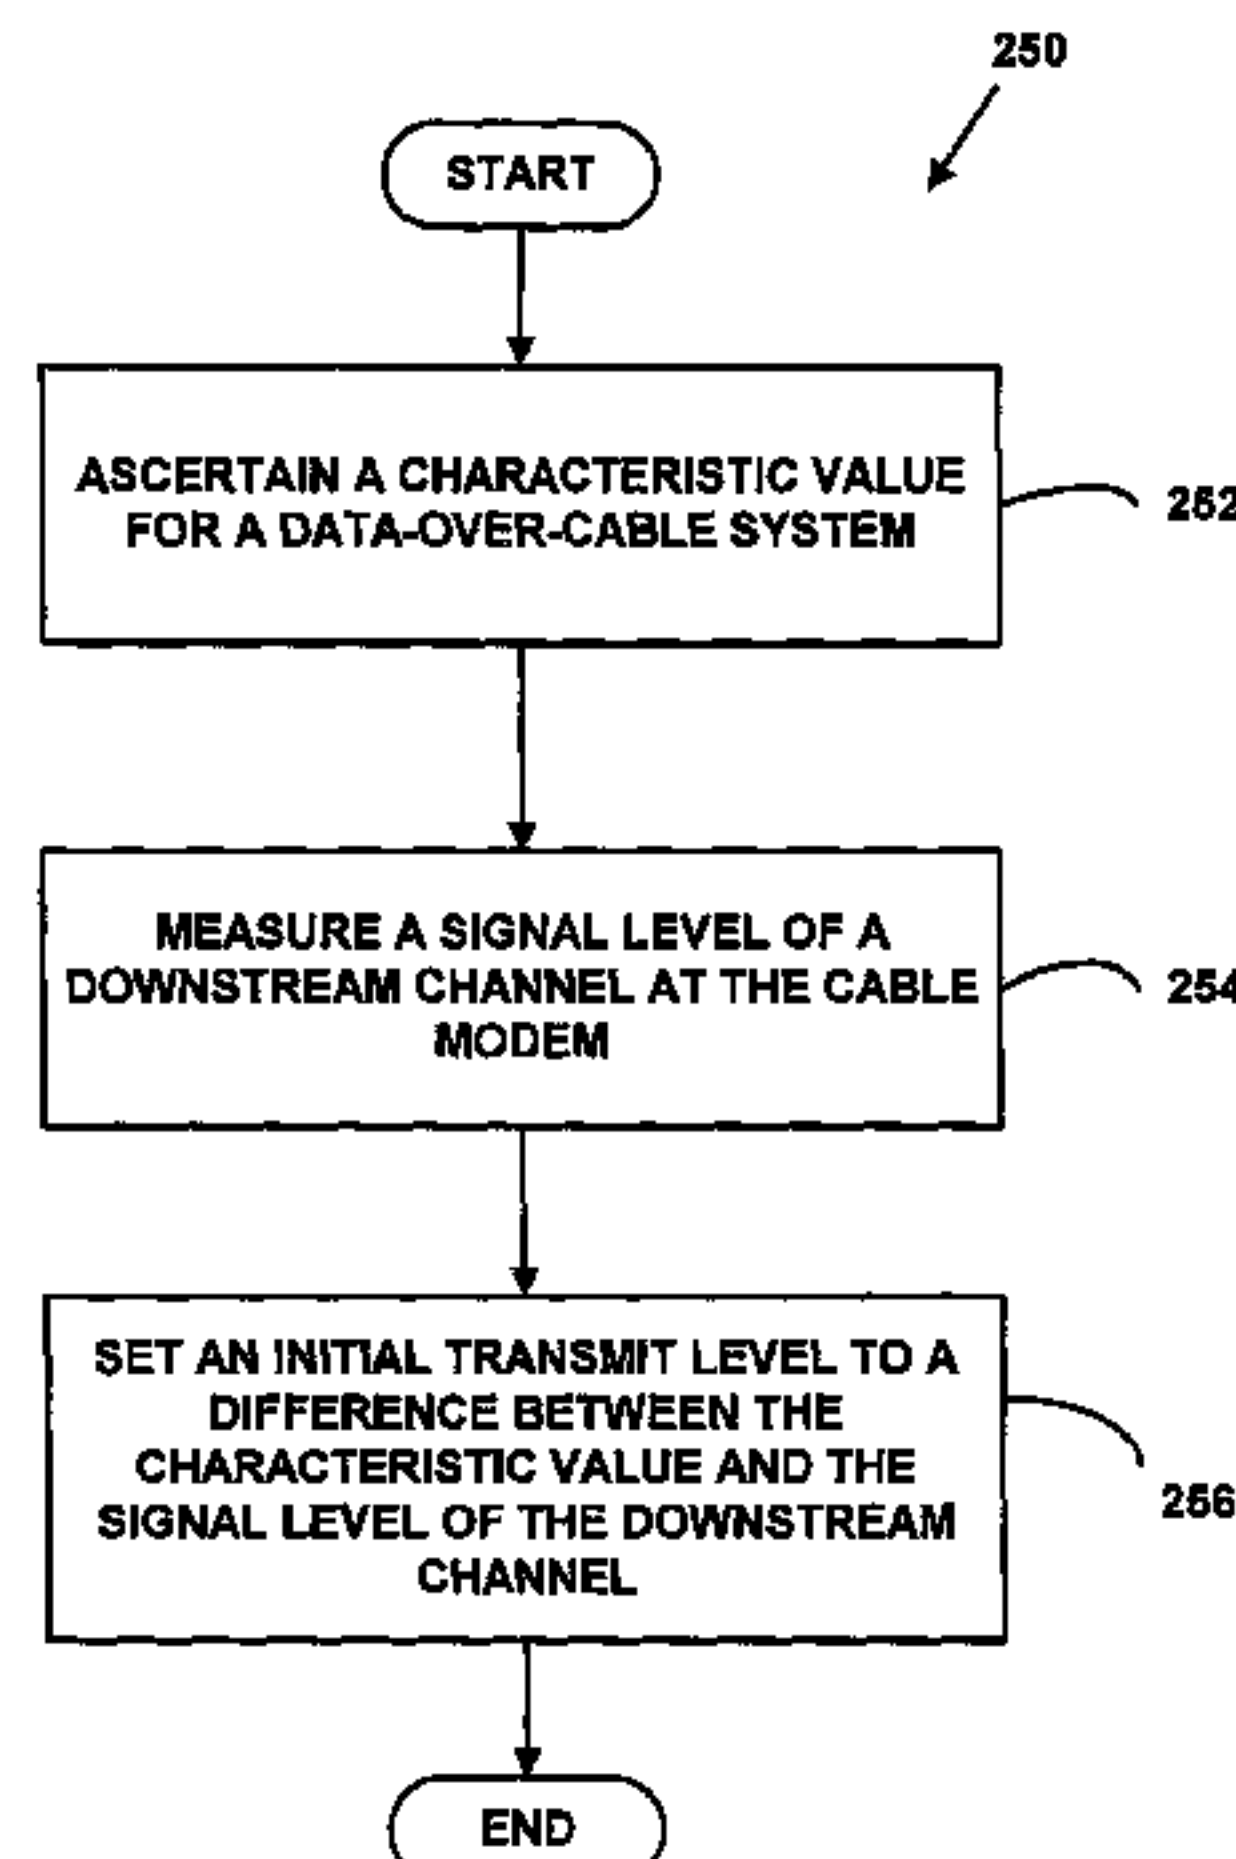 250
START
ASCERTAIN A CHARACTERISTIC VALUE
FOR A DATA-OVER-CABLE SYSTEM
252
MEASURE A SIGNAL LEVEL OF A
DOWNSTREAM CHANNEL AT THE CABLE
MODEM
254
SET AN INITIAL TRANSMIT LEVEL TO A
DIFFERENCE BETWEEN THE
CHARACTERISTIC VALUE AND THE
SIGNAL LEVEL OF THE DOWNSTREAM
CHANNEL
256
END